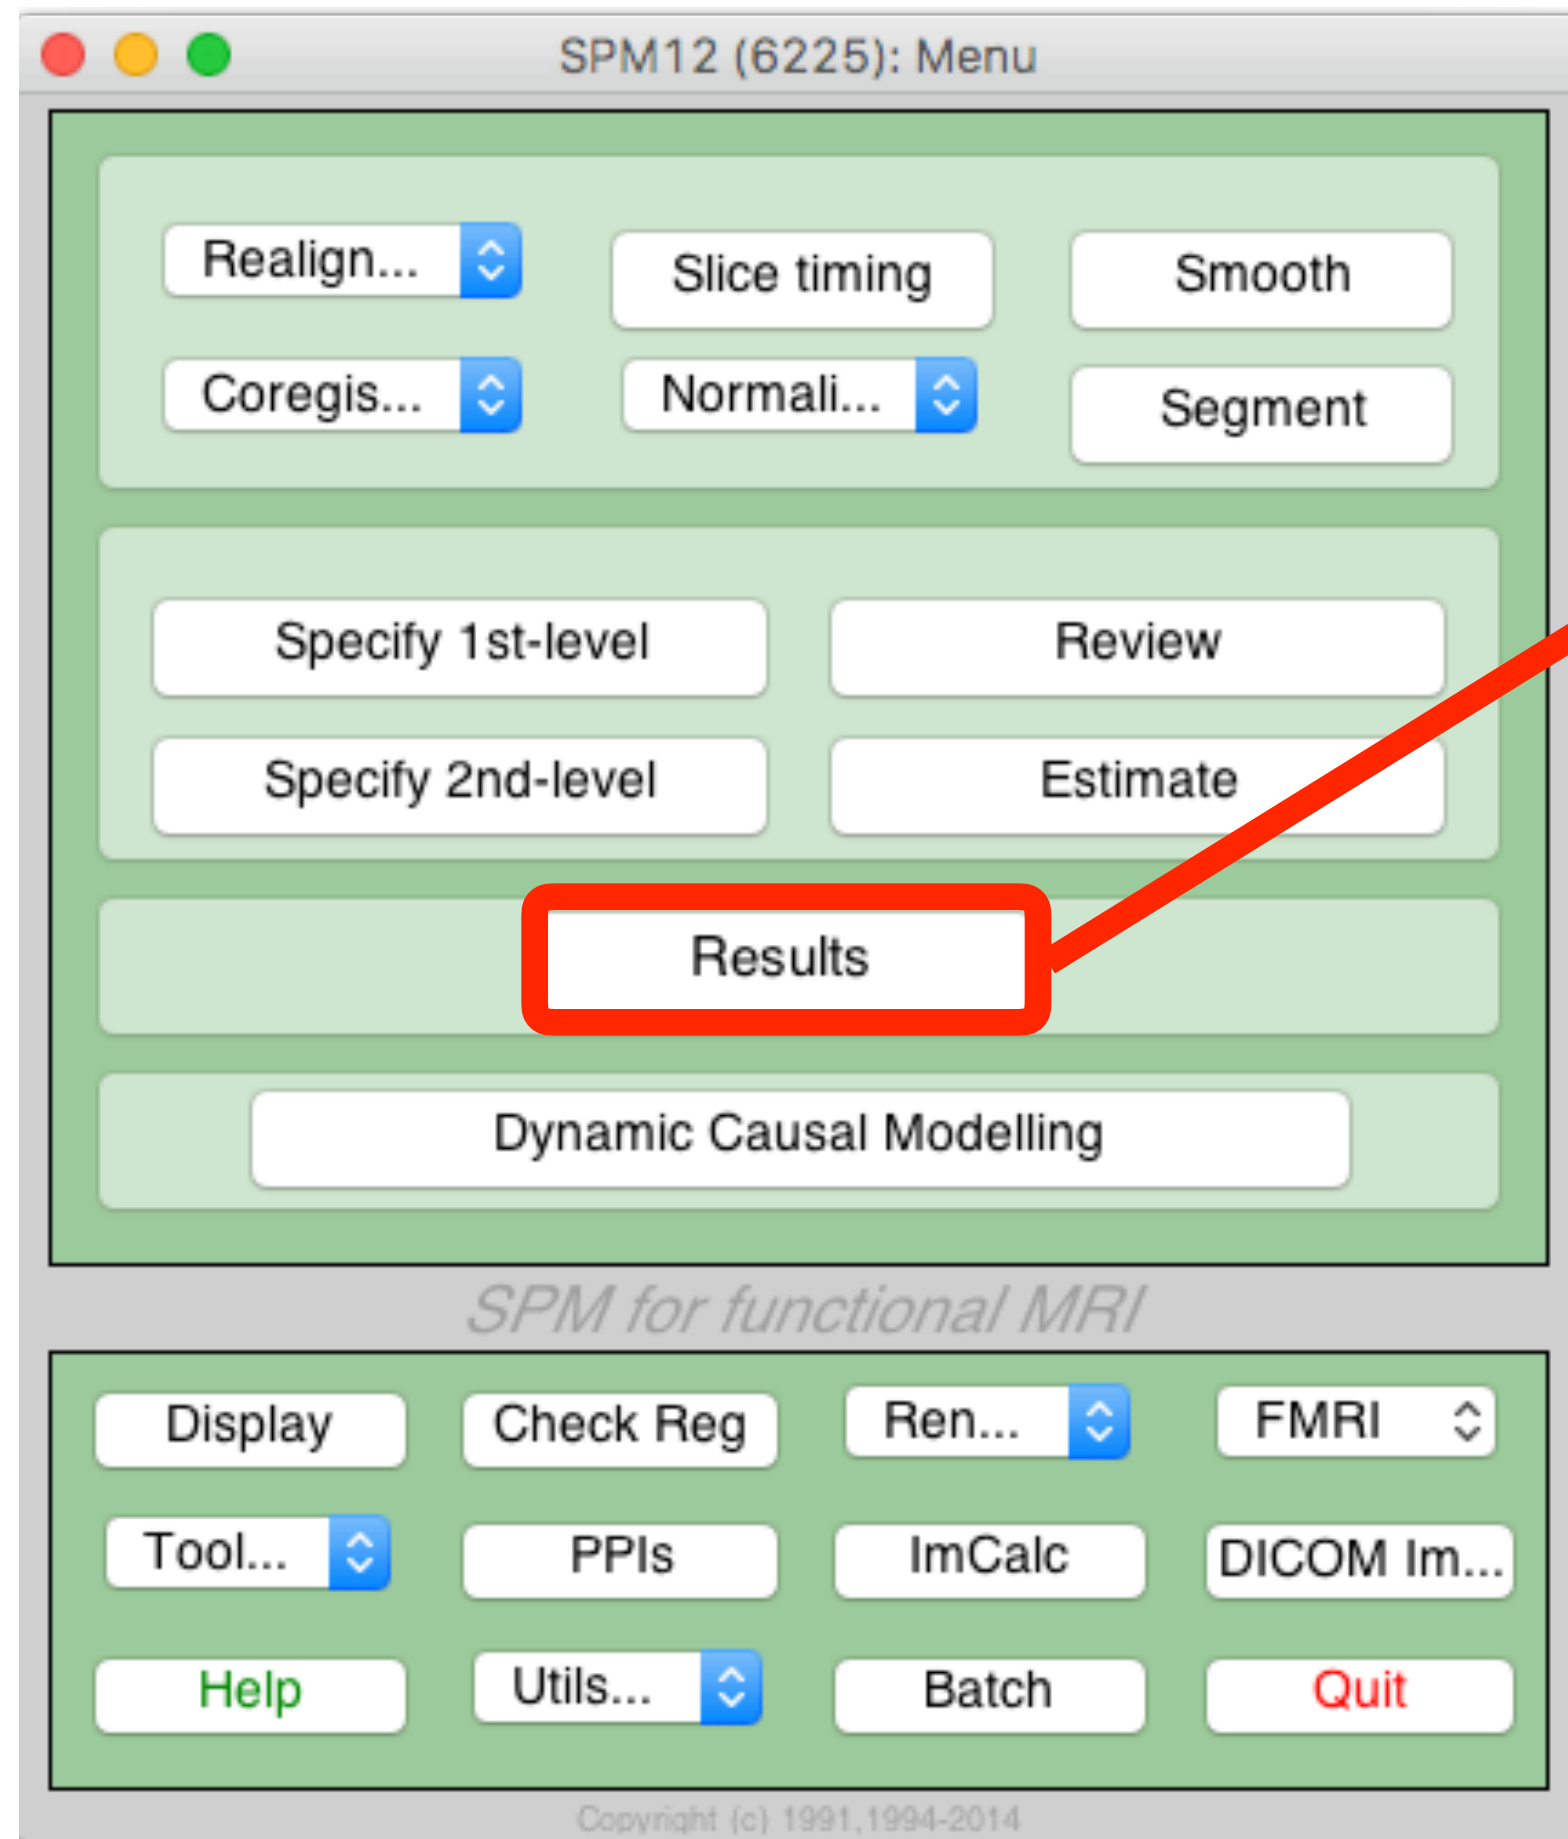 SPM12 (6225): Menu
Realign... Slice timing Smooth
Coregis... Normali... Segment
Specify 1st-level Review
Specify 2nd-level Estimate
Results
Dynamic Causal Modelling
SPM for functional MRI
Display Check Reg Ren... FMRI
Tool... PPIs ImCalc DICOM Im...
Help Utils... Batch Quit
Copyright (c) 1991,1994-2014